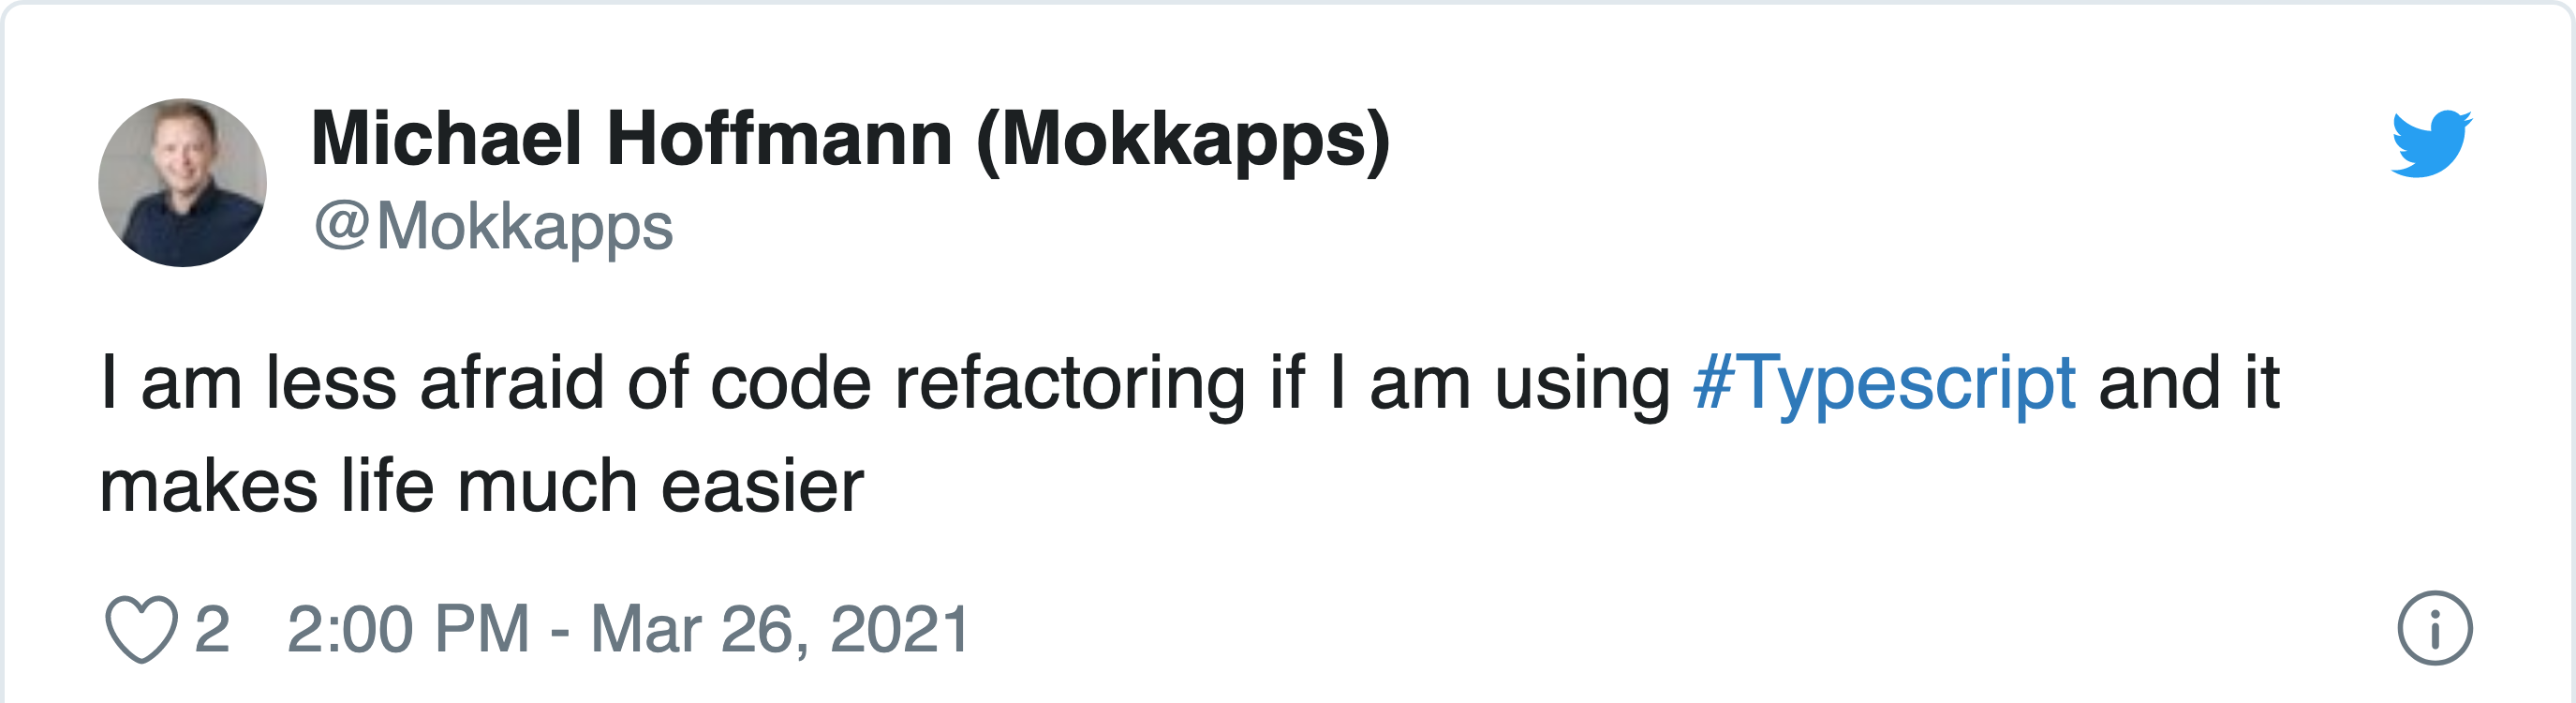 Michael Hoffmann (Mokkapps)
@Mokkapps
I am less afraid of code refactoring if I am using #Typescript and it
makes life much easier
2 2:00 PM - Mar 26, 2021